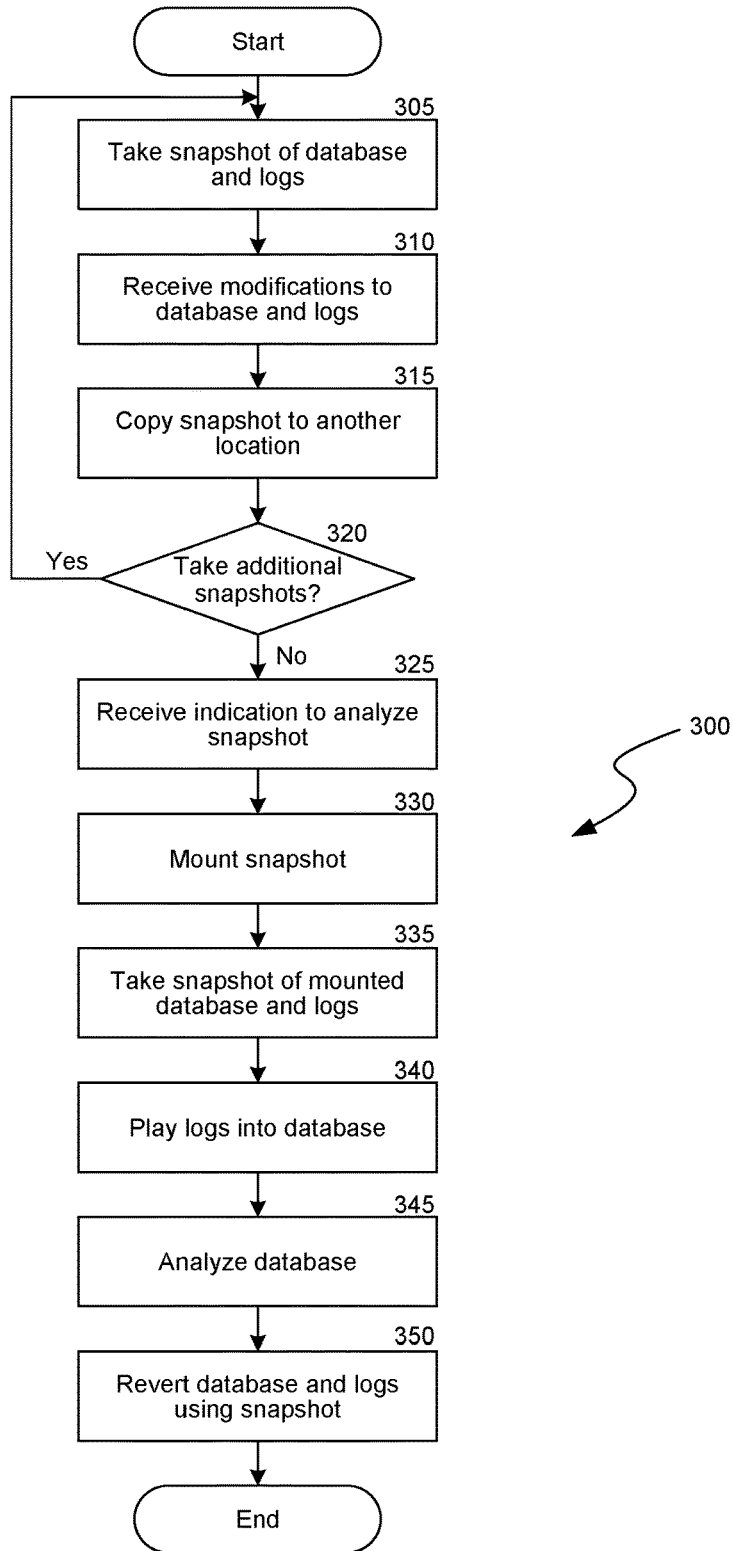 Start
305
Take snapshot of database
and logs
310
Receive modifications to
database and logs
315
Copy snapshot to another
location
320
Yes
Take additional
snapshots?
No
325
Receive indication to analyze
snapshot
300
330
Mount snapshot
335
Take snapshot of mounted
database and logs
340
Play logs into database
345
Analyze database
350
Revert database and logs
using snapshot
End